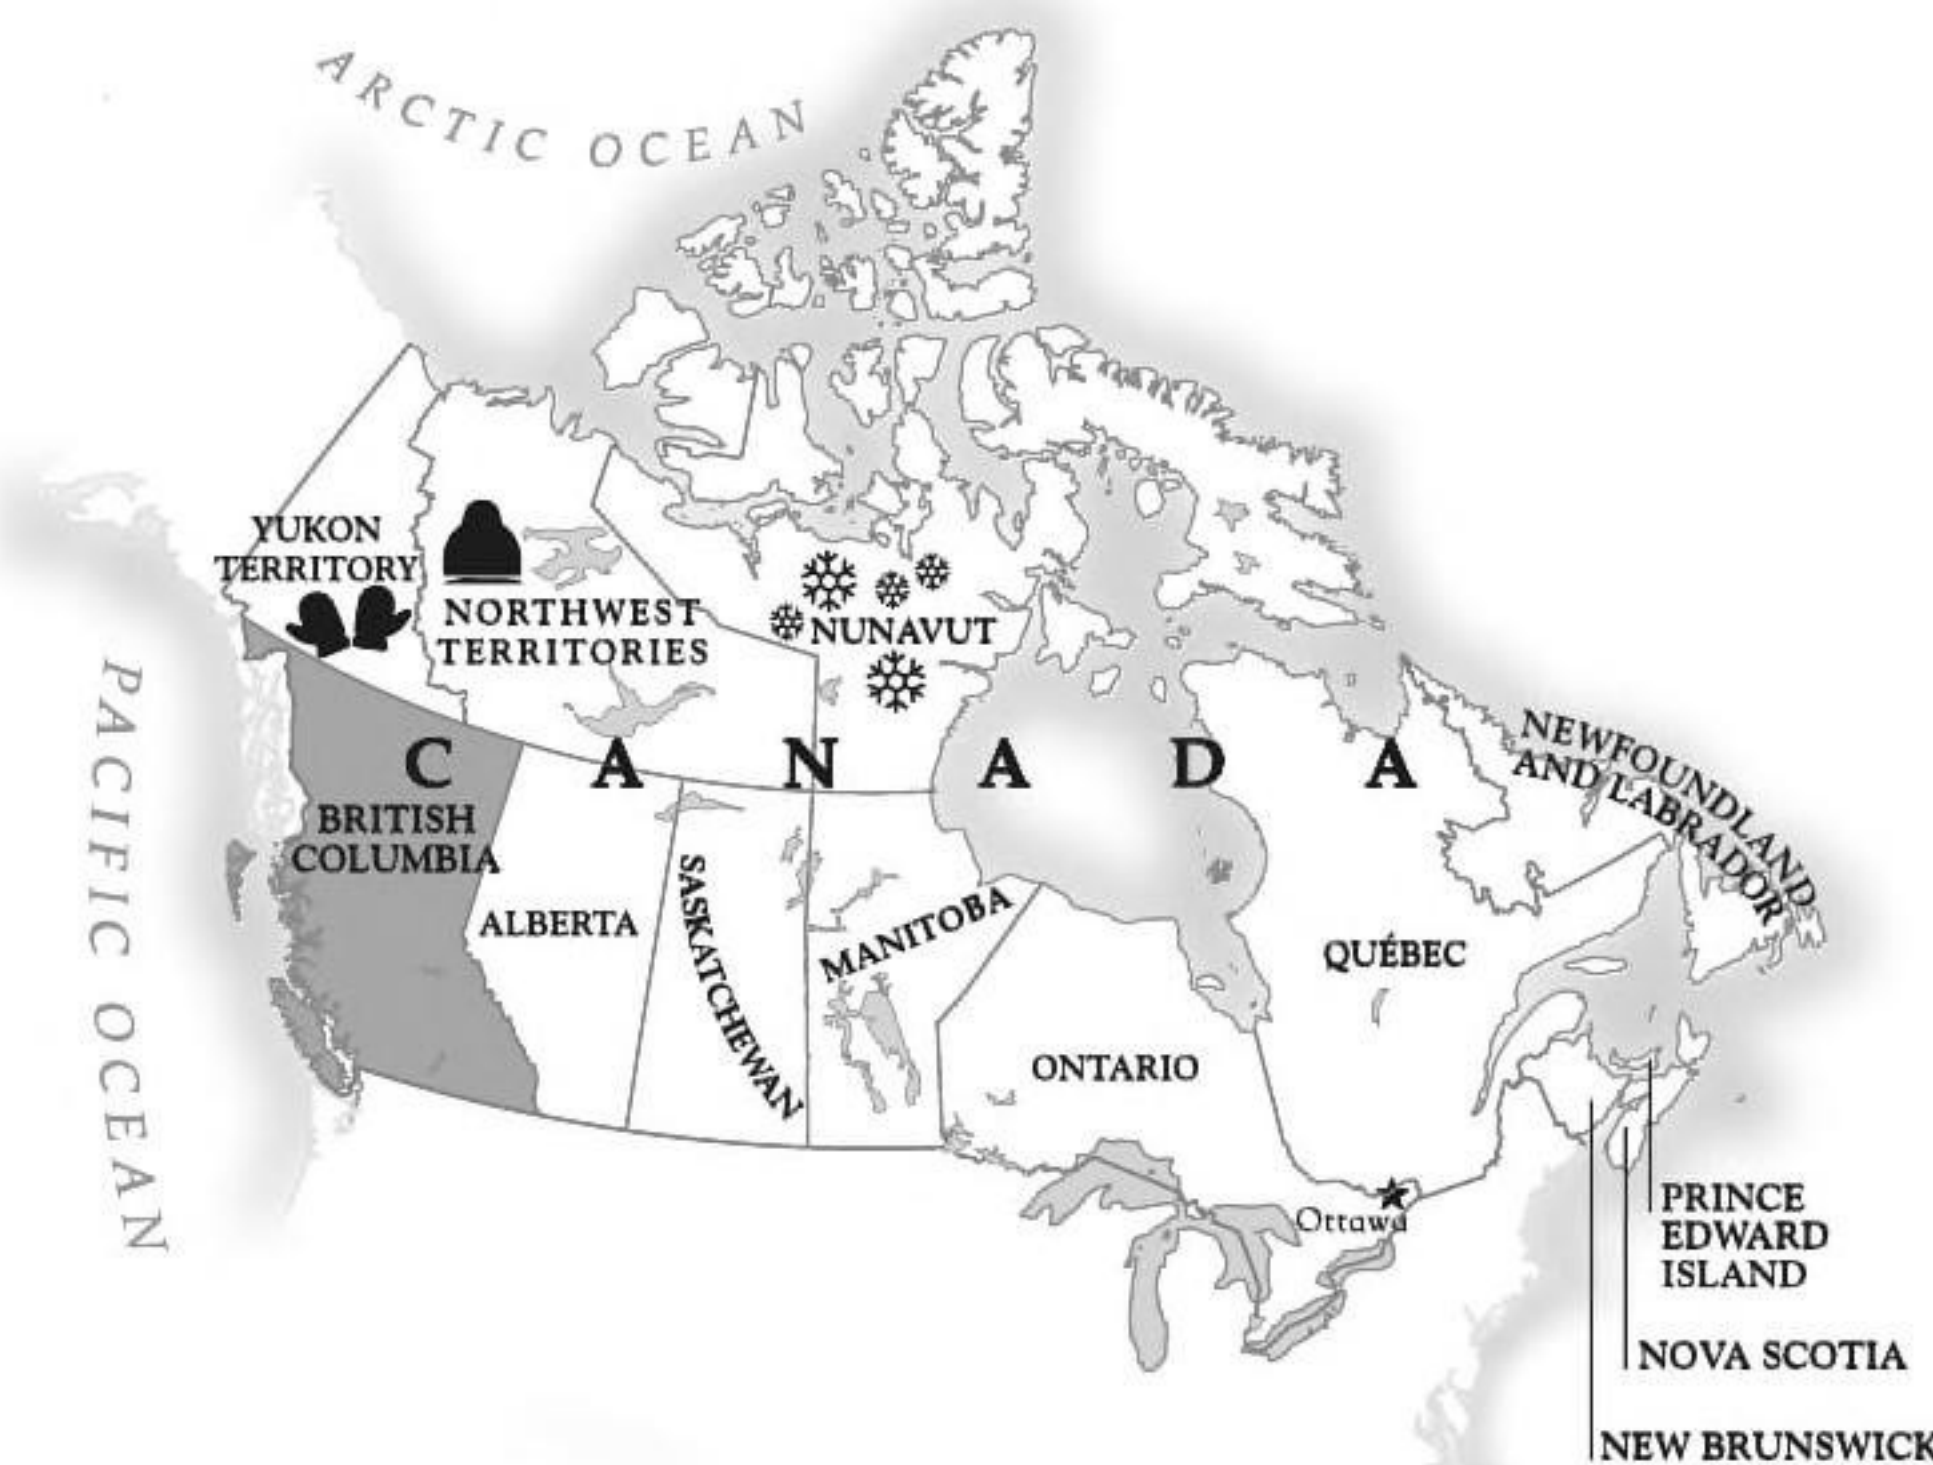 ARCTIC OCEAN
YUKON
TERRITORY
NORTHWEST
TERRITORIES
NUNAVUT
PACIFIC OCEAN
CANADA
NEWFOUNDLAND
AND LABRADOR
BRITISH
COLUMBIA
ALBERTA
SASKATCHEWAN
MANITOBA
QUÉBEC
ONTARIO
Ottawa
PRINCE
EDWARD
ISLAND
NOVA SCOTIA
NEW BRUNSWICK